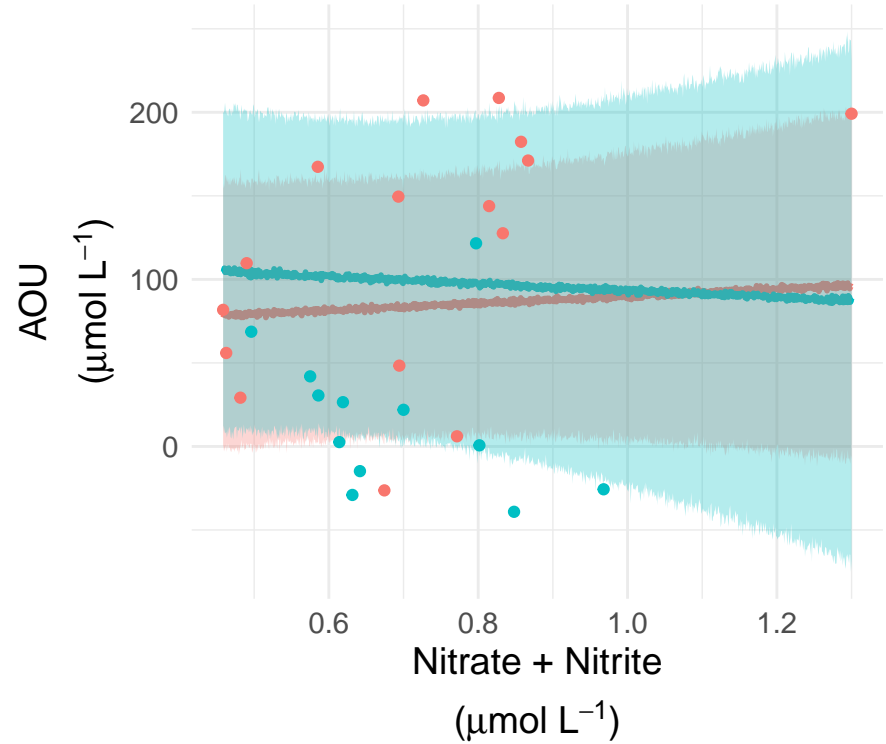 AOU
(μmol L⁻¹)
200
100
0
0.6 0.8 1.0 1.2
Nitrate + Nitrite
(μmol L⁻¹)